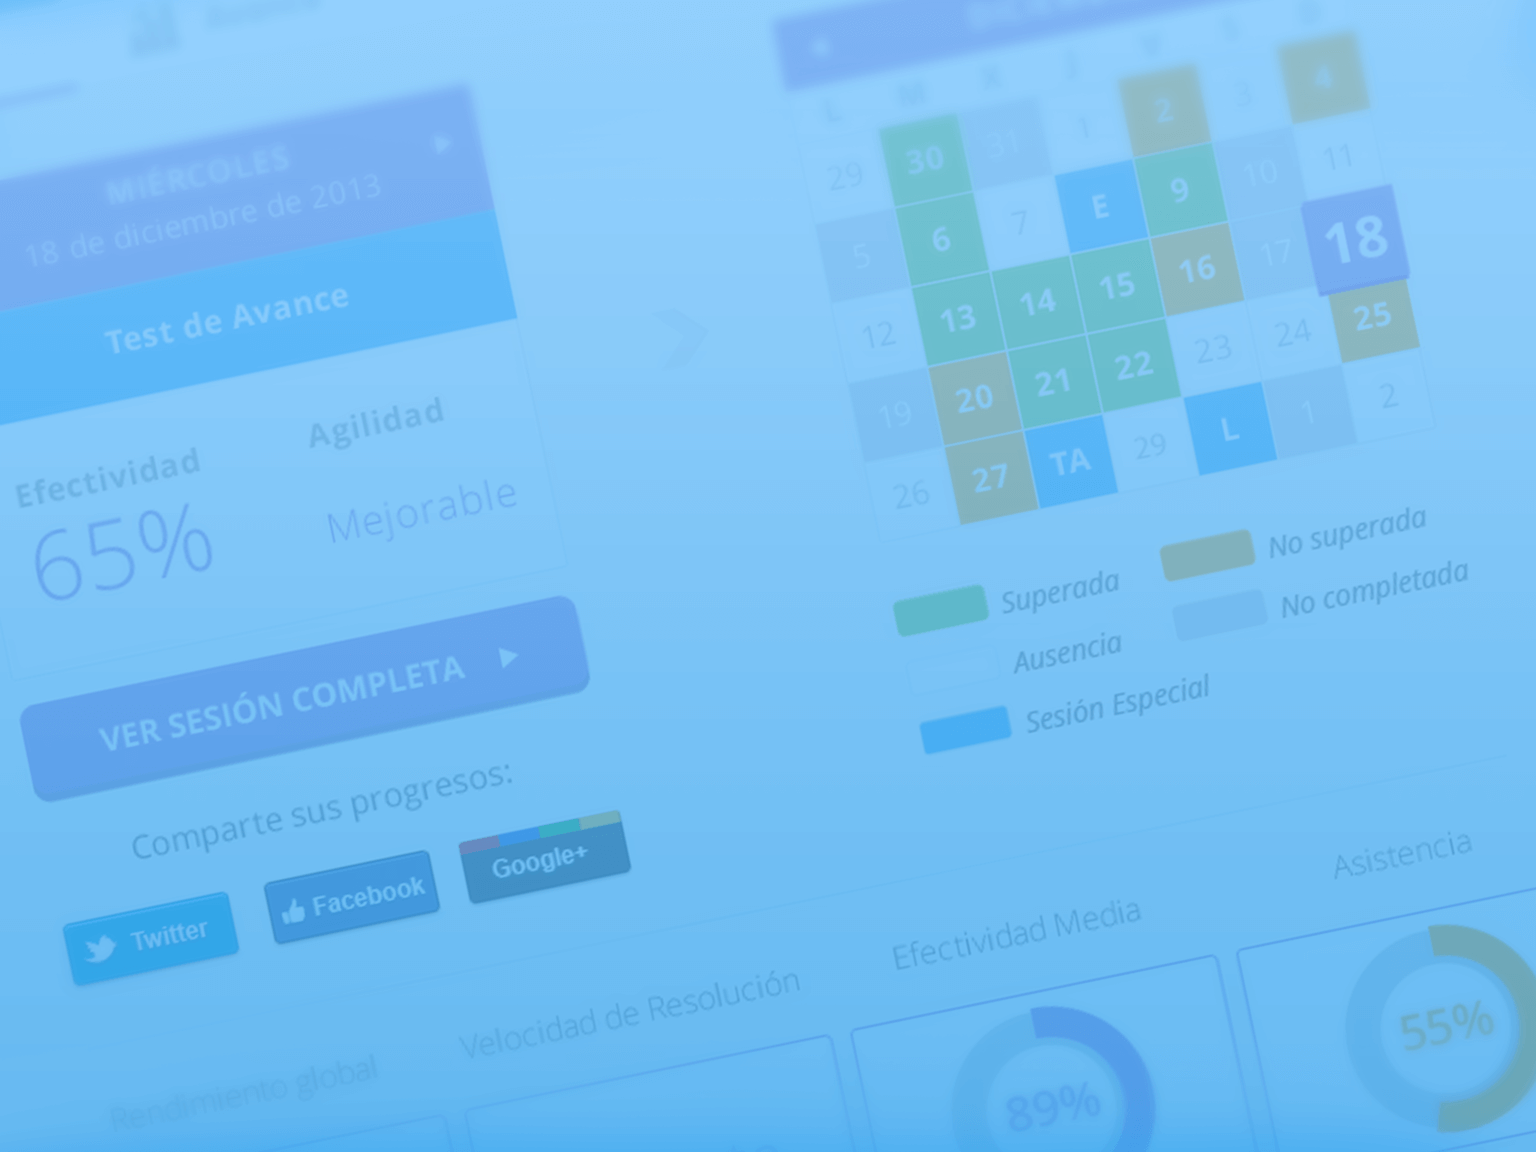 MIÉRCOLES
18 de diciembre de 2013
Test de Avance
Efectividad
Agilidad
65%
Mejorable
VER SESIÓN COMPLETA
Comparte sus progresos:
Twitter
Facebook
Google+
L M X J V S D
29 30 31 1 2 3 4
5 6 7 E 9 10 11
12 13 14 15 16 17 18
19 20 21 22 23 24 25
26 27 TA 29 L 1 2
Superada
No superada
Ausencia
No completada
Sesión Especial
Rendimiento global
Velocidad de Resolución
Efectividad Media
Asistencia
89%
55%